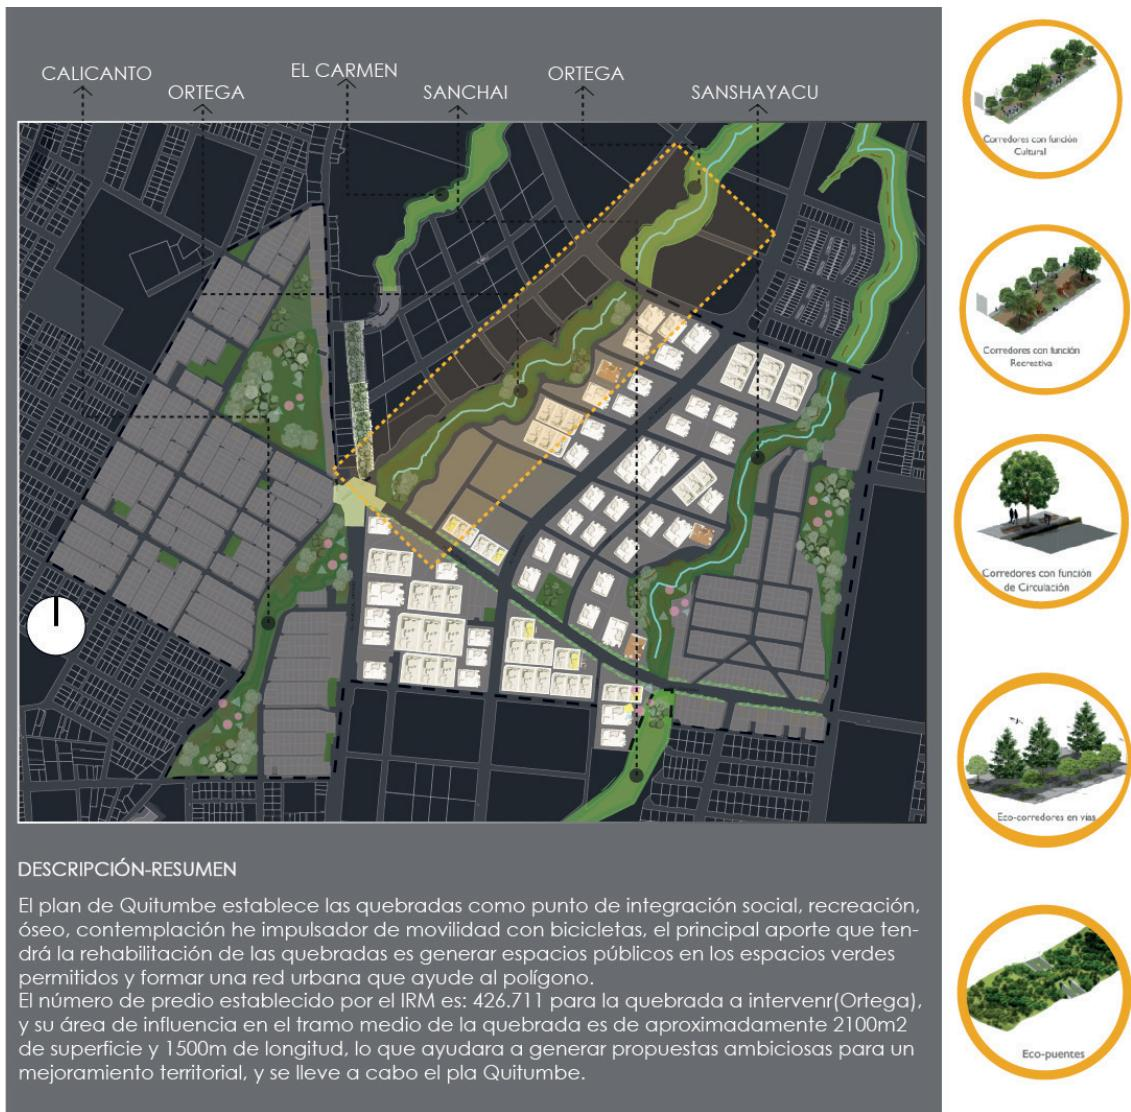 CALICANTO
ORTEGA
EL CARMEN
SANCHAI
ORTEGA
SANSHAYACU
Corredores con función
Cultural
Corredores con función
Recreativa
Corredores con función
de Circulación
Eco-corredores en vías
Eco-puentes
DESCRIPCIÓN-RESUMEN
El plan de Quitumbe establece las quebradas como punto de integración social, recreación,
óseo, contemplación he impulsador de movilidad con bicicletas, el principal aporte que ten-
drá la rehabilitación de las quebradas es generar espacios públicos en los espacios verdes
permitidos y formar una red urbana que ayude al polígono.
El número de predio establecido por el IRM es: 426.711 para la quebrada a intervenr(Ortega),
y su área de influencia en el tramo medio de la quebrada es de aproximadamente 2100m2
de superficie y 1500m de longitud, lo que ayudara a generar propuestas ambiciosas para un
mejoramiento territorial, y se lleve a cabo el pla Quitumbe.